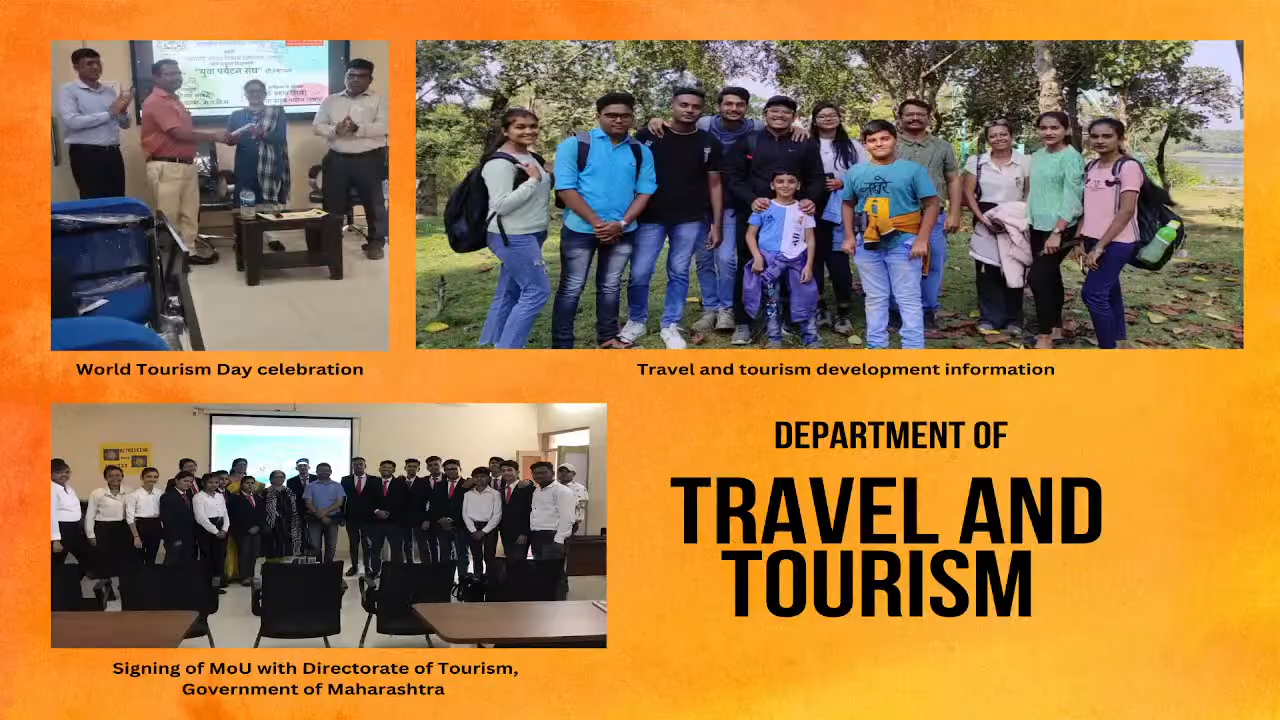 "युवा पर्यटन संघ"
World Tourism Day celebration
Travel and tourism development information
DEPARTMENT OF
TRAVEL AND
TOURISM
Signing of MoU with Directorate of Tourism,
Government of Maharashtra